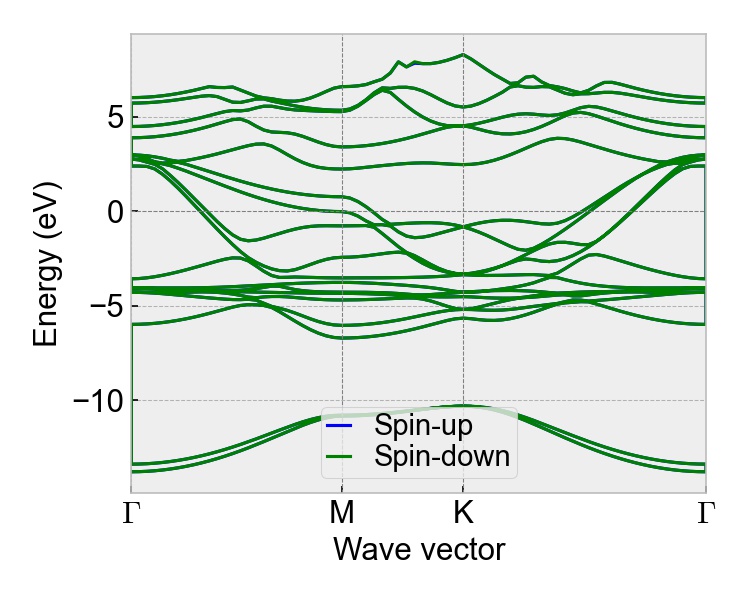 5
0
−5
−10
Energy (eV)
Spin-up
Spin-down
Γ M K Γ
Wave vector